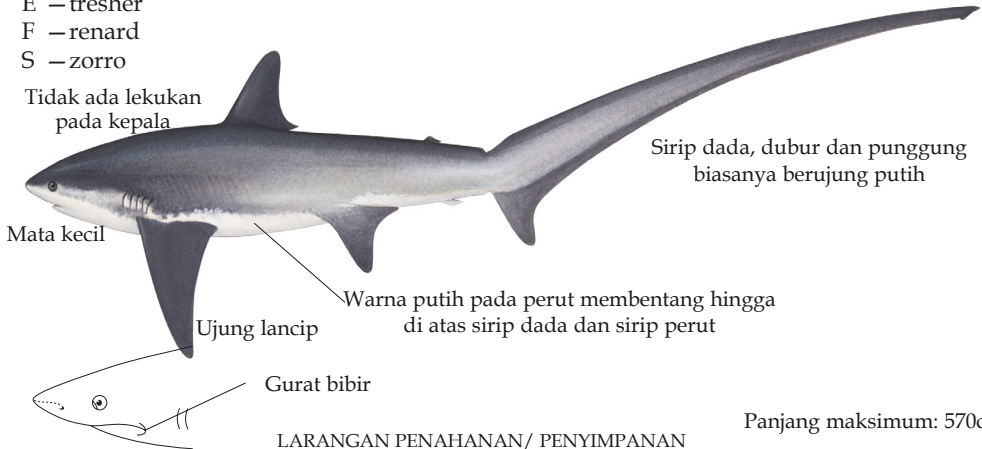 E — tresher
F — renard
S — zorro
Tidak ada lekukan
pada kepala
Sirip dada, dubur dan punggung
biasanya berujung putih
Mata kecil
Warna putih pada perut membentang hingga
di atas sirip dada dan sirip perut
Ujung lancip
Gurat bibir
Panjang maksimum: 570c
LARANGAN PENAHANAN/ PENYIMPANAN